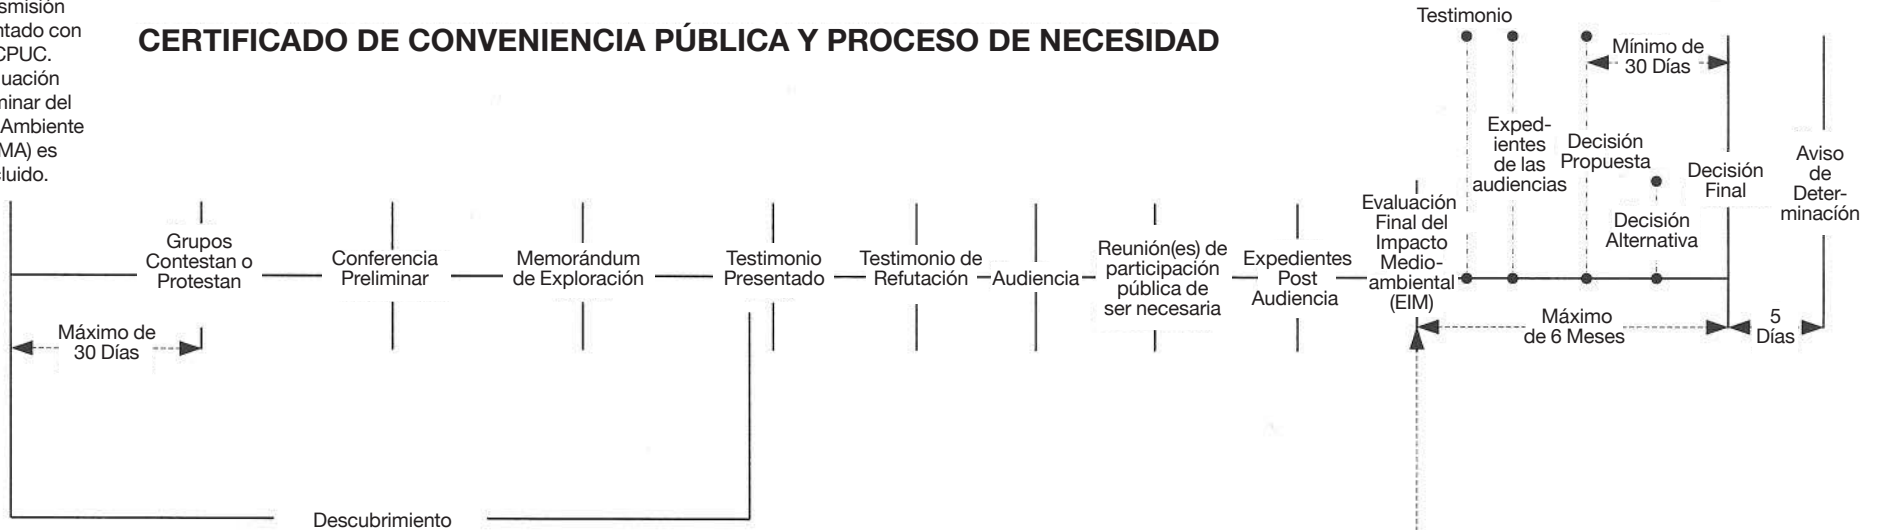 smisión
ntado con
CPUC.
uación
minar del
Ambiente
MA) es
cluido.
CERTIFICADO DE CONVENIENCIA PÚBLICA Y PROCESO DE NECESIDAD
Grupos
Contestan o
Protestan
Máximo de
30 Días
Conferencia
Preliminar
Memorándum
de Exploración
Testimonio
Presentado
Testimonio de
Refutación
Audiencia
Reunión(es) de
participación
pública de
ser necesaria
Expedientes
Post
Audiencia
Evaluación
Final del
Impacto
Medio-
ambiental
(EIM)
Testimonio
Exped-
ientes
de las
audiencias
Decisión
Propuesta
Mínimo de
30 Días
Decisión
Alternativa
Decisión
Final
Aviso
de
Deter-
minación
Máximo
de 6 Meses
5
Días
Descubrimiento